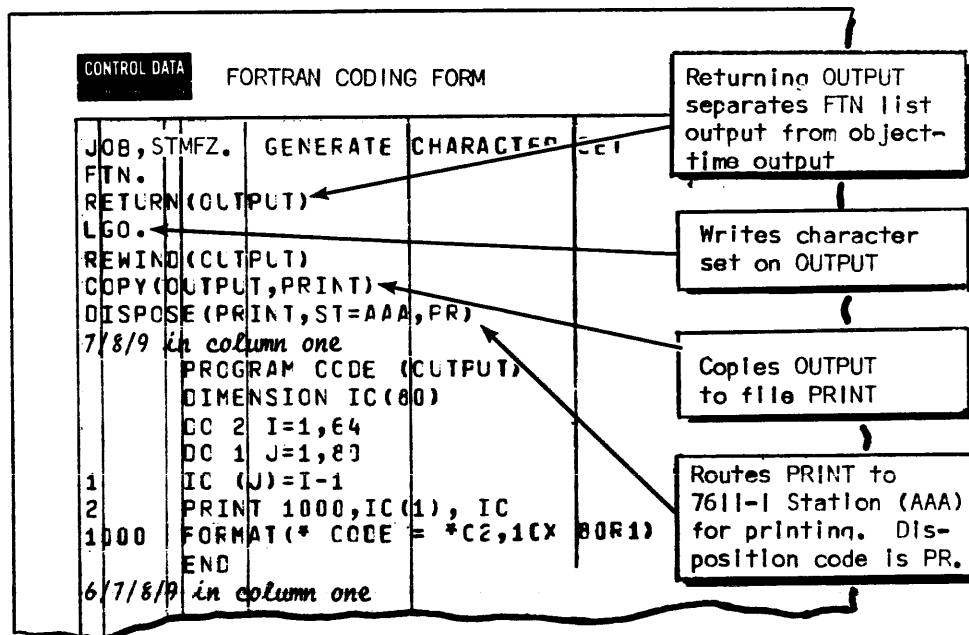 CONTROL DATA
FORTRAN CODING FORM
JOB,STMFZ. GENERATE CHARACTER SET
FTN.
RETURN(OUTPUT)
LGO.
REWIND(OUTPUT)
COPY(OUTPUT,PRINT)
DISPOSE(PRINT,ST=AAA,PR)
7/8/9 in column one
PROGRAM CODE (OUTPUT)
DIMENSION IC(80)
DO 2 I=1,64
DO 1 J=1,80
1 IC (J)=I-1
2 PRINT 1000,IC(1), IC
1000 FORMAT(* CODE = *O2,10X 80R1)
END
6/7/8/9 in column one
Returning OUTPUT
separates FTN list
output from object-
time output
Writes character
set on OUTPUT
Copies OUTPUT
to file PRINT
Routes PRINT to
7611-1 Station (AAA)
for printing. Dis-
position code is PR.